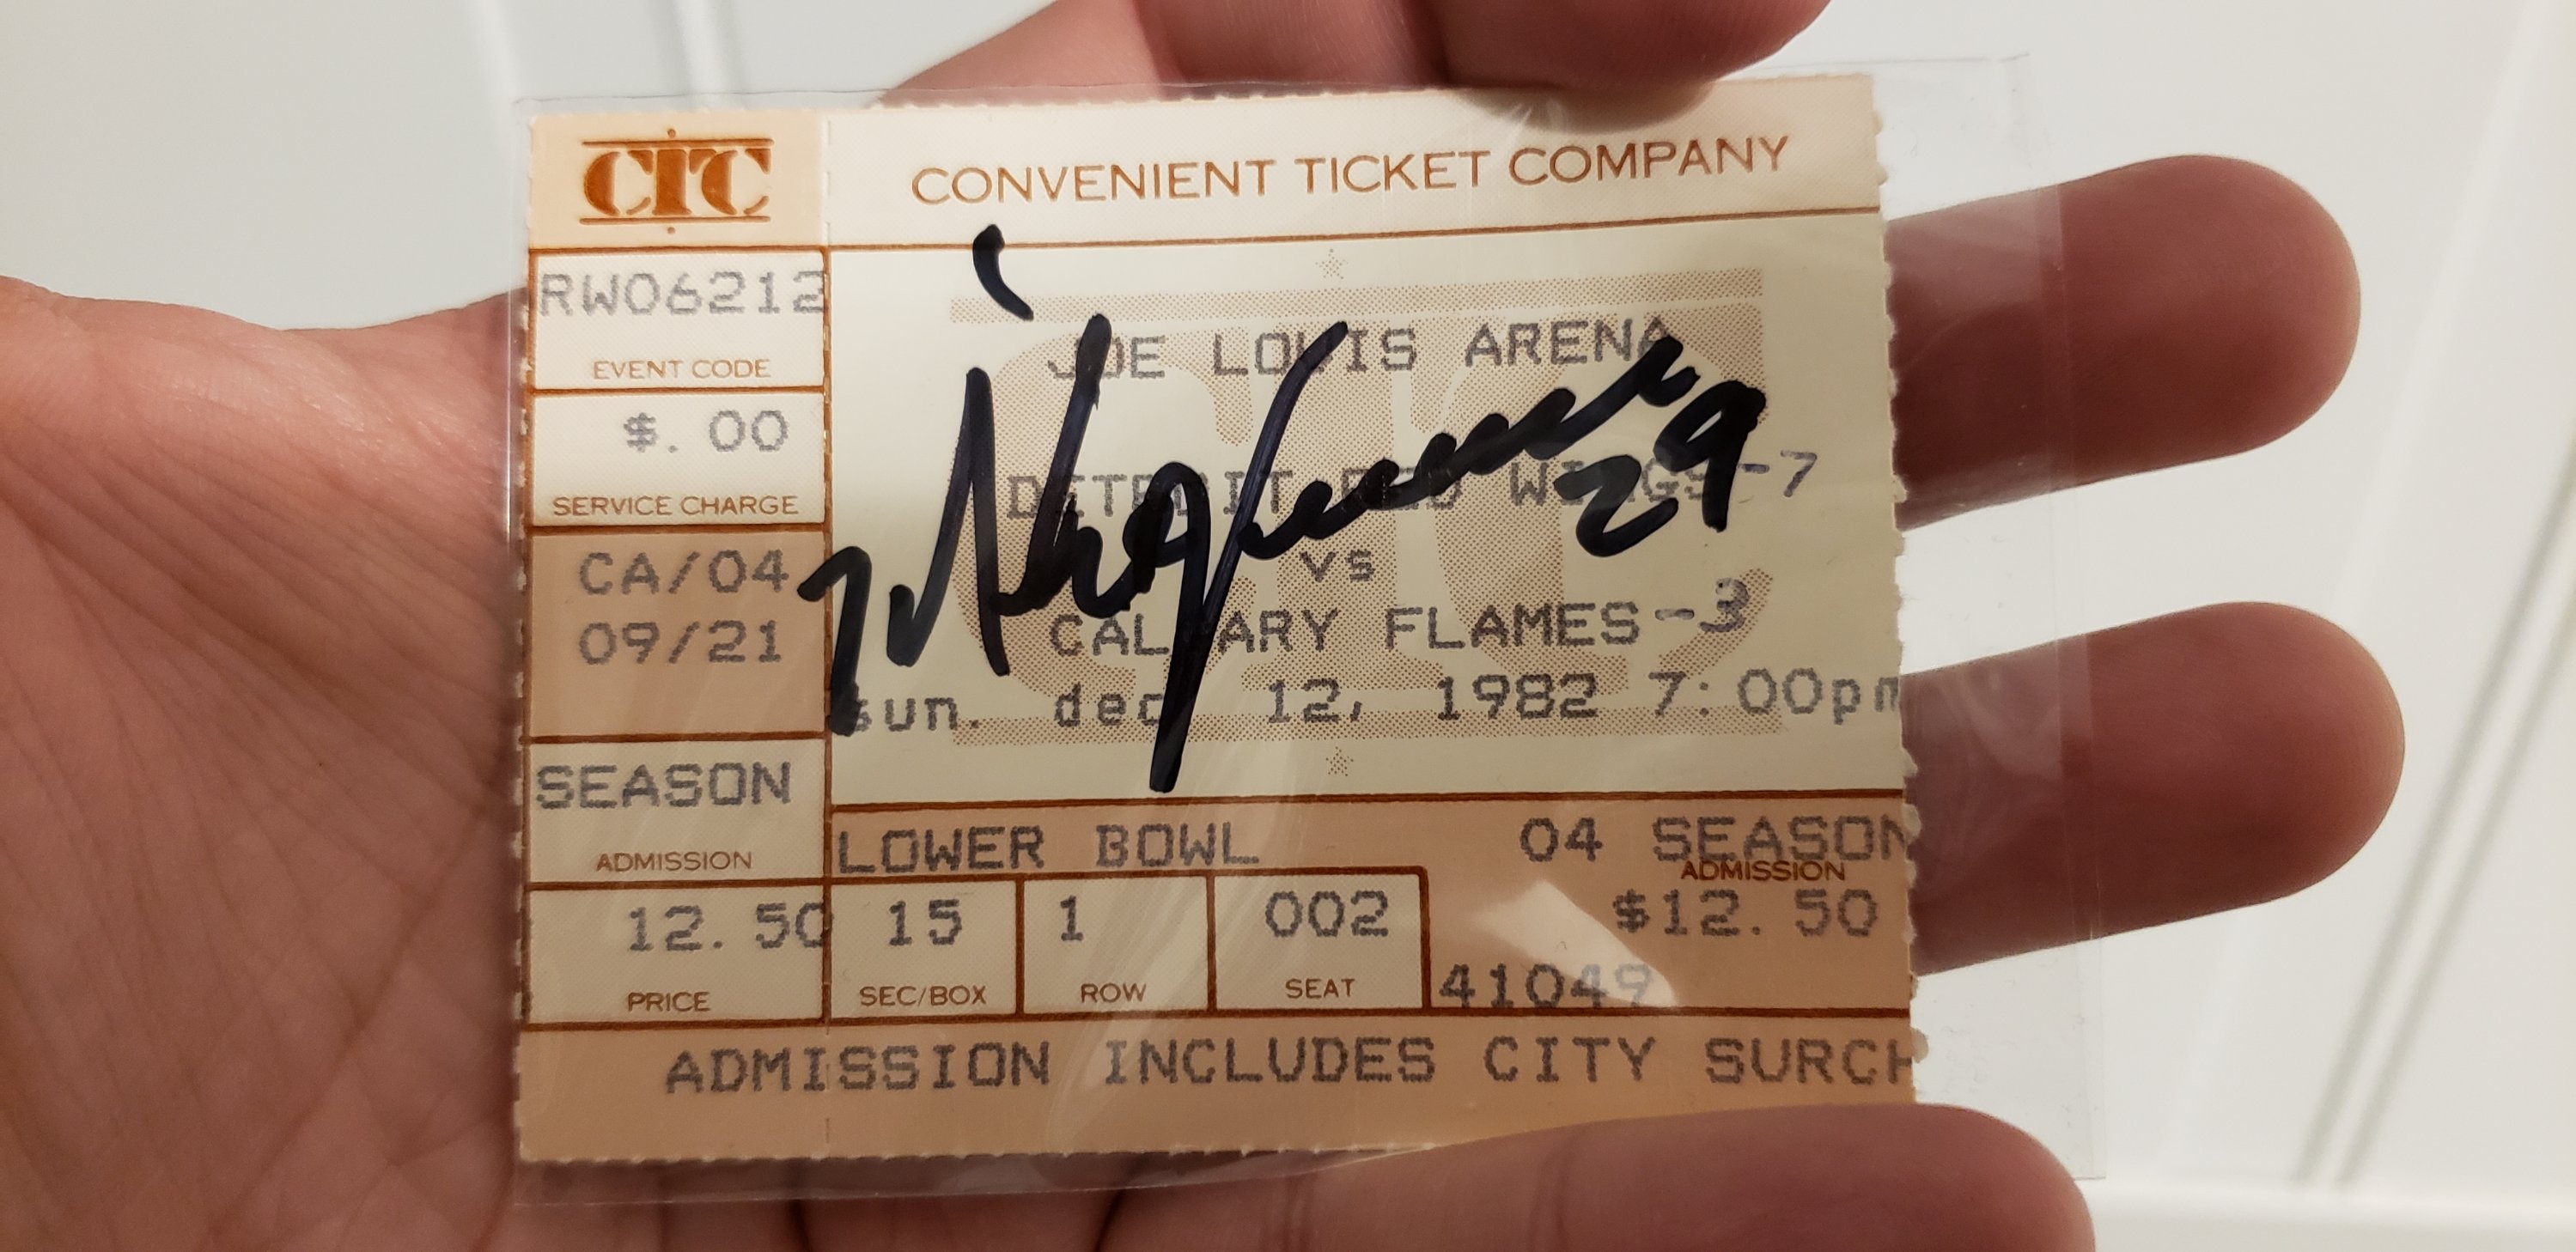 CTC
CONVENIENT TICKET COMPANY
RW06212
EVENT CODE
$.00
SERVICE CHARGE
CA/04
09/21
SEASON
ADMISSION
12.50
PRICE
JOE LOUIS ARENA
29
DETROIT RED WINGS-7
vs
CALGARY FLAMES-3
sun. dec 12, 1982 7:00pm
LOWER BOWL
04 SEASON
ADMISSION
15
SEC/BOX
1
ROW
002
SEAT
$12.50
41049
ADMISSION INCLUDES CITY SURCH